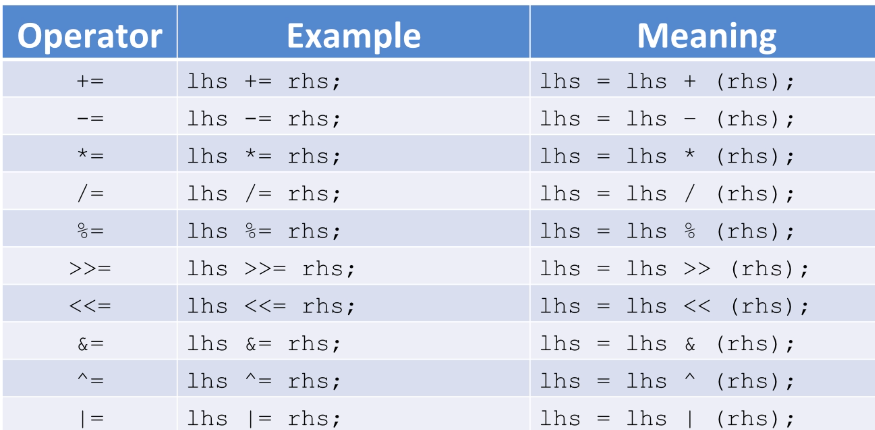 Operator Example Meaning
+= lhs += rhs; lhs = lhs + (rhs);
-= lhs -= rhs; lhs = lhs – (rhs);
*= lhs *= rhs; lhs = lhs * (rhs);
/= lhs /= rhs; lhs = lhs / (rhs);
%= lhs %= rhs; lhs = lhs % (rhs);
>>= lhs >>= rhs; lhs = lhs >> (rhs);
<<= lhs <<= rhs; lhs = lhs << (rhs);
&= lhs &= rhs; lhs = lhs & (rhs);
^= lhs ^= rhs; lhs = lhs ^ (rhs);
|= lhs |= rhs; lhs = lhs | (rhs);